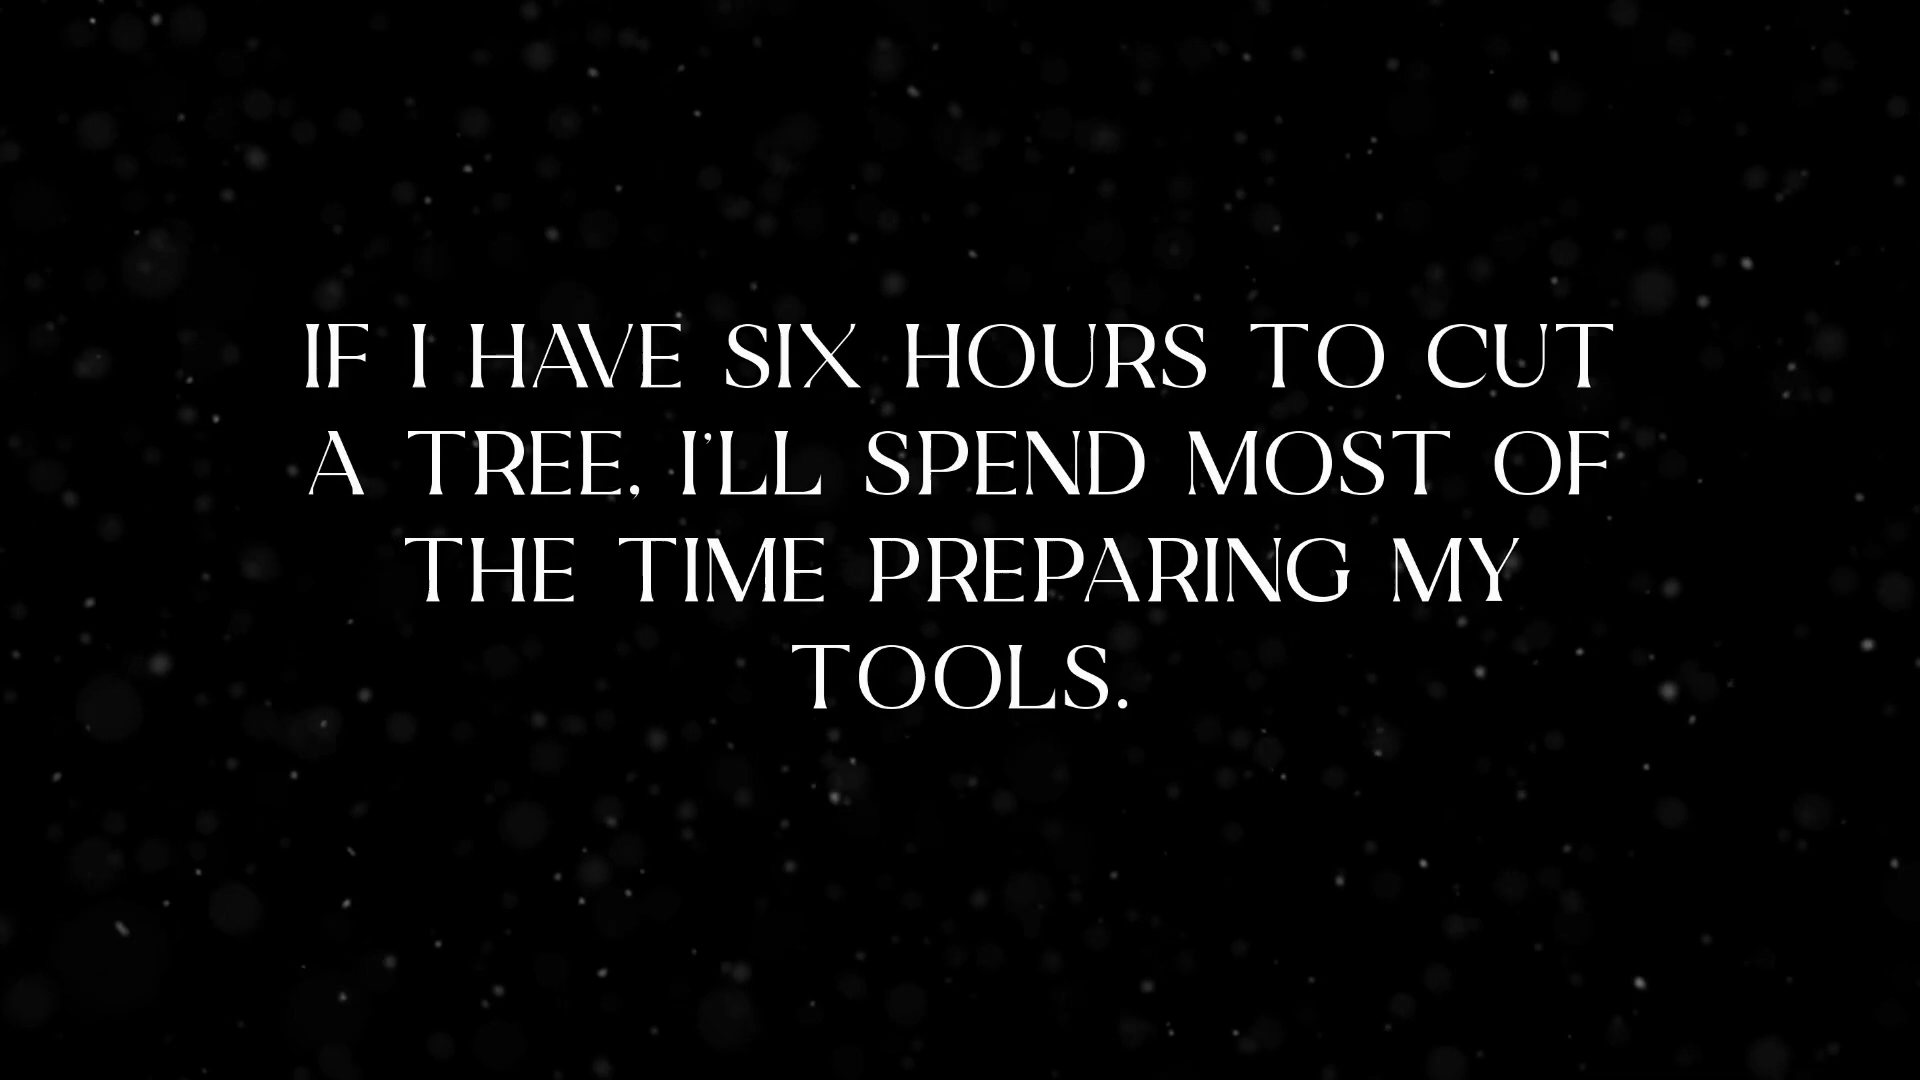 IF I HAVE SIX HOURS TO CUT
A TREE, I'LL SPEND MOST OF
THE TIME PREPARING MY
TOOLS.